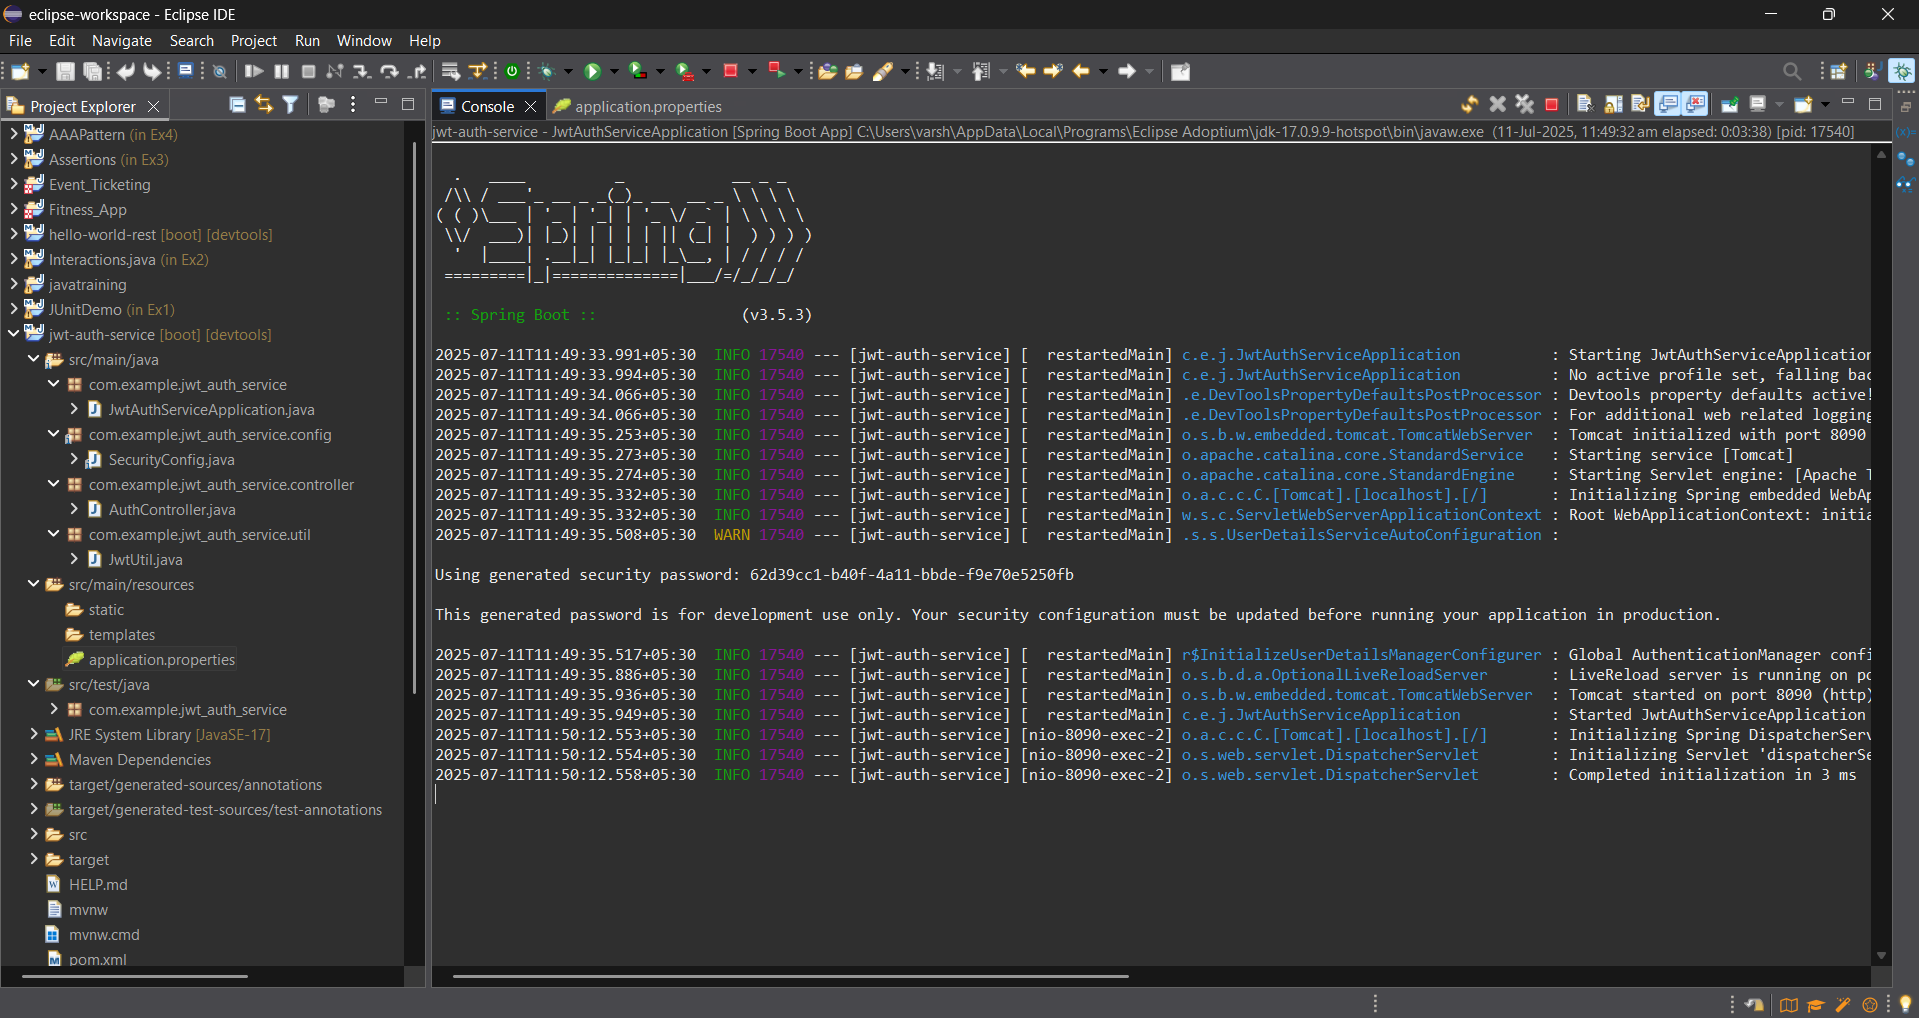 eclipse-workspace - Eclipse IDE
File Edit Navigate Search Project Run Window Help
Project Explorer
AAAPattern (in Ex4)
Assertions (in Ex3)
Event_Ticketing
Fitness_App
hello-world-rest [boot] [devtools]
Interactions.java (in Ex2)
javatraining
JUnitDemo (in Ex1)
jwt-auth-service [boot] [devtools]
src/main/java
com.example.jwt_auth_service
JwtAuthServiceApplication.java
com.example.jwt_auth_service.config
SecurityConfig.java
com.example.jwt_auth_service.controller
AuthController.java
com.example.jwt_auth_service.util
JwtUtil.java
src/main/resources
static
templates
application.properties
src/test/java
com.example.jwt_auth_service
JRE System Library [JavaSE-17]
Maven Dependencies
target/generated-sources/annotations
target/generated-test-sources/test-annotations
src
target
HELP.md
mvnw
mvnw.cmd
pom.xml
Console application.properties
jwt-auth-service - JwtAuthServiceApplication [Spring Boot App] C:\Users\varsh\AppData\Local\Programs\Eclipse Adoptium\jdk-17.0.9.9-hotspot\bin\javaw.exe (11-Jul-2025, 11:49:32 am elapsed: 0:03:38) [pid: 17540]
:: Spring Boot :: (v3.5.3)
2025-07-11T11:49:33.991+05:30 INFO 17540 --- [jwt-auth-service] [ restartedMain] c.e.j.JwtAuthServiceApplication : Starting JwtAuthServiceApplication
2025-07-11T11:49:33.994+05:30 INFO 17540 --- [jwt-auth-service] [ restartedMain] c.e.j.JwtAuthServiceApplication : No active profile set, falling bac
2025-07-11T11:49:34.066+05:30 INFO 17540 --- [jwt-auth-service] [ restartedMain] .e.DevToolsPropertyDefaultsPostProcessor : Devtools property defaults active!
2025-07-11T11:49:34.066+05:30 INFO 17540 --- [jwt-auth-service] [ restartedMain] .e.DevToolsPropertyDefaultsPostProcessor : For additional web related logging
2025-07-11T11:49:35.253+05:30 INFO 17540 --- [jwt-auth-service] [ restartedMain] o.s.b.w.embedded.tomcat.TomcatWebServer : Tomcat initialized with port 8090
2025-07-11T11:49:35.273+05:30 INFO 17540 --- [jwt-auth-service] [ restartedMain] o.apache.catalina.core.StandardService : Starting service [Tomcat]
2025-07-11T11:49:35.274+05:30 INFO 17540 --- [jwt-auth-service] [ restartedMain] o.apache.catalina.core.StandardEngine : Starting Servlet engine: [Apache T
2025-07-11T11:49:35.332+05:30 INFO 17540 --- [jwt-auth-service] [ restartedMain] o.a.c.c.C.[Tomcat].[localhost].[/] : Initializing Spring embedded WebAp
2025-07-11T11:49:35.332+05:30 INFO 17540 --- [jwt-auth-service] [ restartedMain] w.s.c.ServletWebServerApplicationContext : Root WebApplicationContext: initia
2025-07-11T11:49:35.508+05:30 WARN 17540 --- [jwt-auth-service] [ restartedMain] .s.s.UserDetailsServiceAutoConfiguration :
Using generated security password: 62d39cc1-b40f-4a11-bbde-f9e70e5250fb
This generated password is for development use only. Your security configuration must be updated before running your application in production.
2025-07-11T11:49:35.517+05:30 INFO 17540 --- [jwt-auth-service] [ restartedMain] r$InitializeUserDetailsManagerConfigurer : Global AuthenticationManager confi
2025-07-11T11:49:35.886+05:30 INFO 17540 --- [jwt-auth-service] [ restartedMain] o.s.b.d.a.OptionalLiveReloadServer : LiveReload server is running on po
2025-07-11T11:49:35.936+05:30 INFO 17540 --- [jwt-auth-service] [ restartedMain] o.s.b.w.embedded.tomcat.TomcatWebServer : Tomcat started on port 8090 (http)
2025-07-11T11:49:35.949+05:30 INFO 17540 --- [jwt-auth-service] [ restartedMain] c.e.j.JwtAuthServiceApplication : Started JwtAuthServiceApplication
2025-07-11T11:50:12.553+05:30 INFO 17540 --- [jwt-auth-service] [nio-8090-exec-2] o.a.c.c.C.[Tomcat].[localhost].[/] : Initializing Spring DispatcherServ
2025-07-11T11:50:12.554+05:30 INFO 17540 --- [jwt-auth-service] [nio-8090-exec-2] o.s.web.servlet.DispatcherServlet : Initializing Servlet 'dispatcherSe
2025-07-11T11:50:12.558+05:30 INFO 17540 --- [jwt-auth-service] [nio-8090-exec-2] o.s.web.servlet.DispatcherServlet : Completed initialization in 3 ms